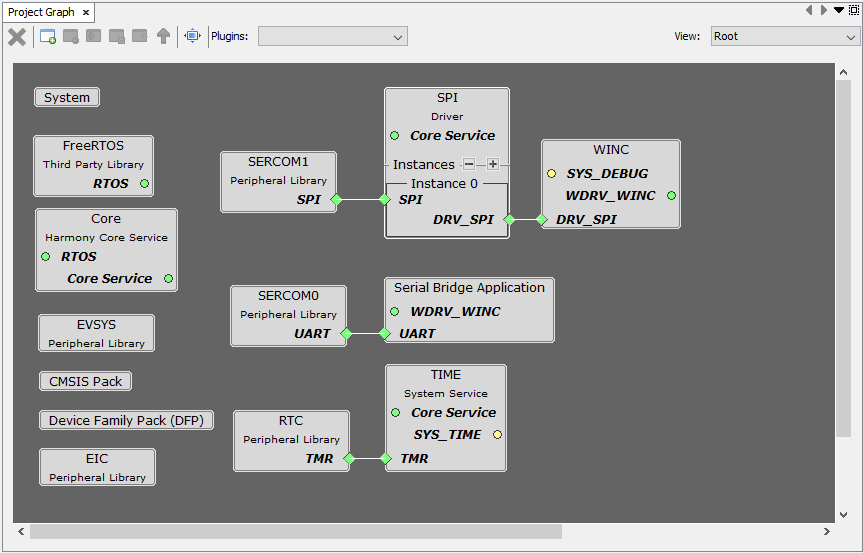 Project Graph
Plugins:
View:
Root
System
FreeRTOS
Third Party Library
RTOS
Core
Harmony Core Service
RTOS
Core Service
EVSYS
Peripheral Library
CMSIS Pack
Device Family Pack (DFP)
EIC
Peripheral Library
SERCOM1
Peripheral Library
SPI
SERCOM0
Peripheral Library
UART
RTC
Peripheral Library
TMR
SPI
Driver
Core Service
Instances
Instance 0
SPI
DRV_SPI
Serial Bridge Application
WDRV_WINC
UART
TIME
System Service
Core Service
SYS_TIME
TMR
WINC
SYS_DEBUG
WDRV_WINC
DRV_SPI